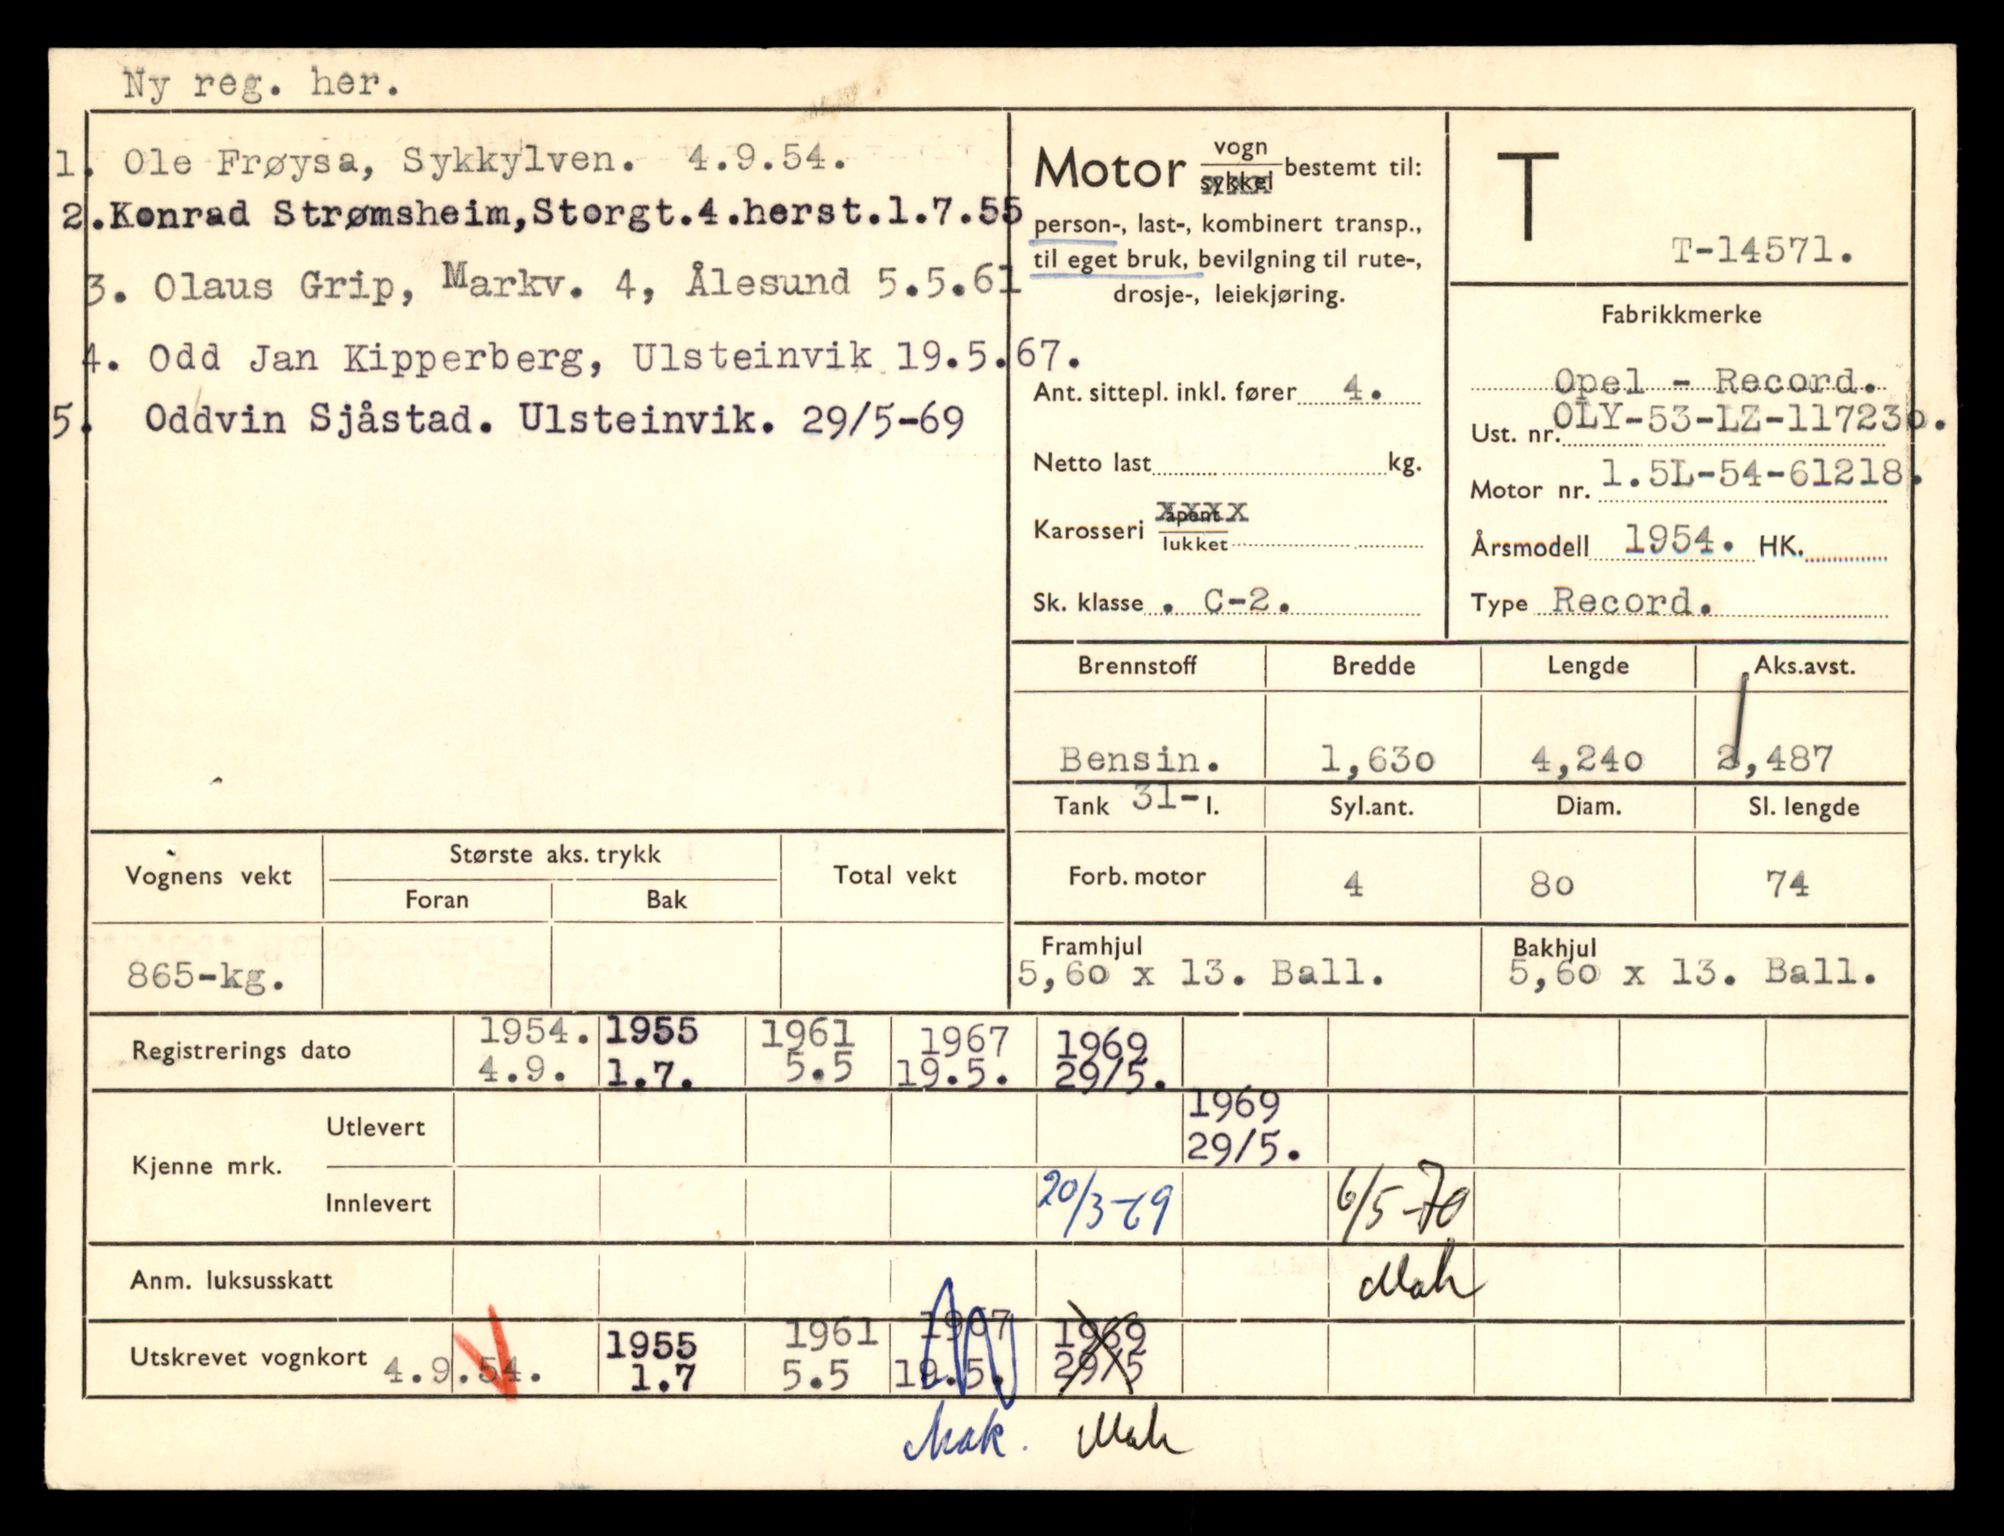 Ny reg. her.
1. Ole Frøysa, Sykkylven. 4.9.54.
2. Konrad Strømsheim, Storgt.4.herst.1.7.55
3. Olaus Grip, Markv. 4, Ålesund 5.5.61
4. Odd Jan Kipperberg, Ulsteinvik 19.5.67.
5. Oddvin Sjåstad. Ulsteinvik. 29/5-69
Motor vogn sykkel bestemt til:
person-, last-, kombinert transp.,
til eget bruk, bevilgning til rute-,
drosje-, leiekjøring.
Ant. sittepl. inkl. fører 4.
Netto last kg.
Karosseri åpent xxxx
lukket
Sk. klasse . C-2.
T
T-14571.
Fabrikkmerke
Opel - Record.
Ust. nr. OLY-53-LZ-117230.
Motor nr. 1.5L-54-61218.
Årsmodell 1954. HK.
Type Record.
Brennstoff Bredde Lengde Aks.avst.
Bensin. 1,630 4,240 2,487
Tank 31- l. Syl.ant. Diam. Sl. lengde
Forb. motor 4 80 74
Framhjul Bakhjul
5,60 x 13. Ball. 5,60 x 13. Ball.
Vognens vekt Største aks. trykk Total vekt
Foran Bak
865-kg.
Registrerings dato 1954. 1955 1961 1967 1969
4.9. 1.7. 5.5 19.5. 29/5.
Kjenne mrk. Utlevert 1969
29/5.
Innlevert 20/3-69 6/5-70
Mah
Anm. luksusskatt
Utskrevet vognkort 1955 1961 1967 1969
4.9.54. 1.7 5.5 19.5. 29/5
Mak. Mah